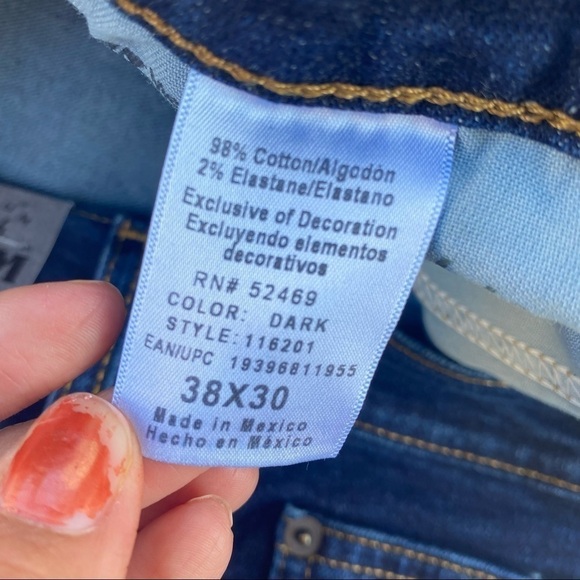 98% Cotton/Algodón
2% Elastane/Elastano
Exclusive of Decoration
Excluyendo elementos
decorativos
RN# 52469
COLOR: DARK
STYLE: 116201
EAN/UPC 19396811955
38X30
Made in Mexico
Hecho en México